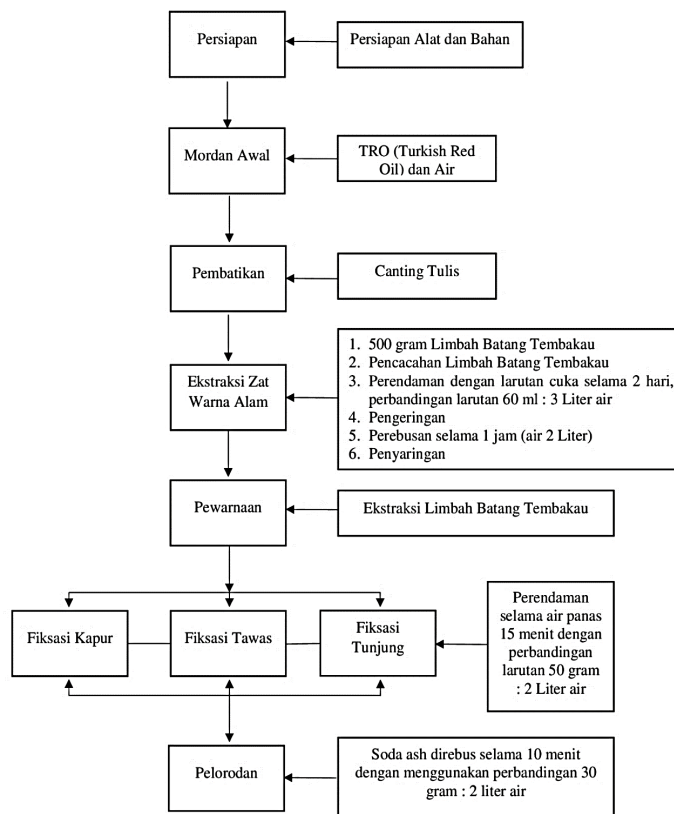 Persiapan
Persiapan Alat dan Bahan
Mordan Awal
TRO (Turkish Red
Oil) dan Air
Pembatikan
Canting Tulis
Ekstraksi Zat
Warna Alam
1. 500 gram Limbah Batang Tembakau
2. Pencacahan Limbah Batang Tembakau
3. Perendaman dengan larutan cuka selama 2 hari,
perbandingan larutan 60 ml : 3 Liter air
4. Pengeringan
5. Perebusan selama 1 jam (air 2 Liter)
6. Penyaringan
Pewarnaan
Ekstraksi Limbah Batang Tembakau
Fiksasi Kapur
Fiksasi Tawas
Fiksasi
Tunjung
Perendaman
selama air panas
15 menit dengan
perbandingan
larutan 50 gram
: 2 Liter air
Pelorodan
Soda ash direbus selama 10 menit
dengan menggunakan perbandingan 30
gram : 2 liter air